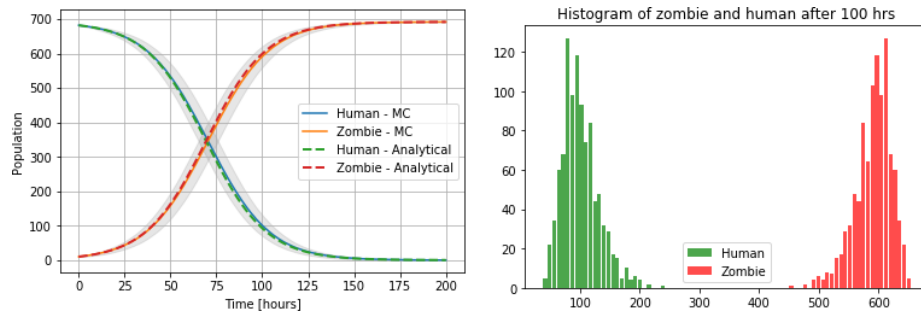 700
600
500
400
300
200
100
0
Population
Human - MC
Zombie - MC
Human - Analytical
Zombie - Analytical
0 25 50 75 100 125 150 175 200
Time [hours]
Histogram of zombie and human after 100 hrs
120
100
80
60
40
20
0
Human
Zombie
100 200 300 400 500 600